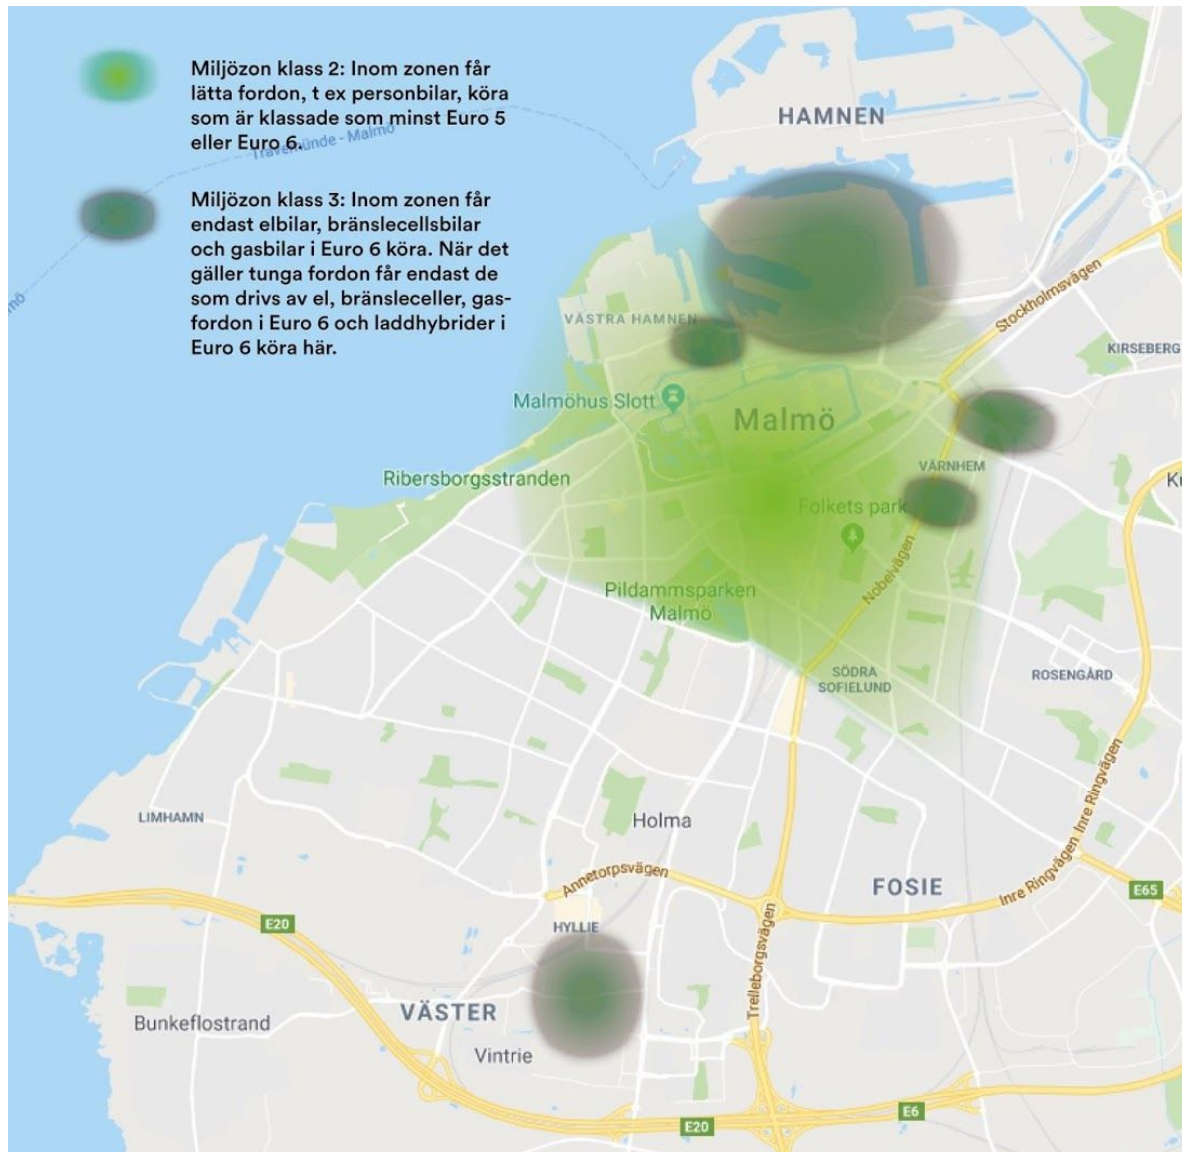 Miljözon klass 2: Inom zonen får
lätta fordon, t ex personbilar, köra
som är klassade som minst Euro 5
eller Euro 6.
Travemünde - Malmö
Miljözon klass 3: Inom zonen får
endast elbilar, bränslecellsbilar
och gasbilar i Euro 6 köra. När det
gäller tunga fordon får endast de
som drivs av el, bränsleceller, gas-
fordon i Euro 6 och laddhybrider i
Euro 6 köra här.
HAMNEN
Stockholmsvägen
VÄSTRA HAMNEN
KIRSEBERG
Malmöhus Slott
Malmö
Ribersborgsstranden
VÄRNHEM
Folkets park
Nobelvägen
Pildammsparken
Malmö
SÖDRA
SOFIELUND
ROSENGÅRD
LIMHAMN
Holma
Inre Ringvägen
Inre Ringvägen
Annetorpsvägen
FOSIE
E65
E20
HYLLIE
Trelleborgsvägen
VÄSTER
Bunkeflostrand
Vintrie
E6
E20